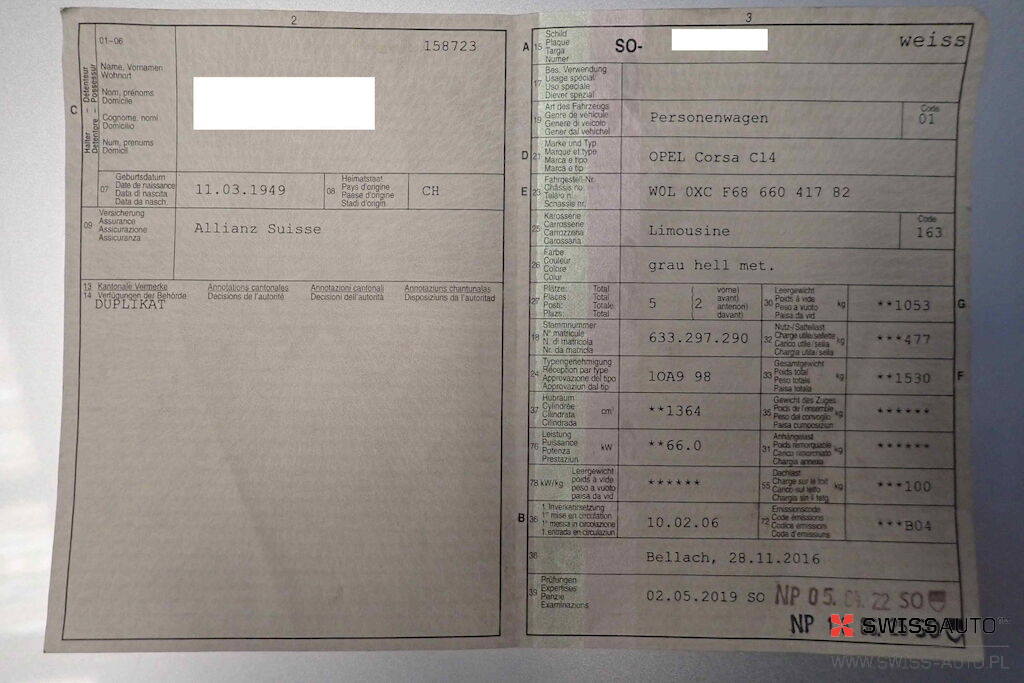 2
01-06
158723
Halter – Détenteur
Detentore – Possessur
Name, Vornamen
Wohnort
Nom, prénoms
Domicile
C
Cognome, nomi
Domicilio
Num, prenums
Domicil
07
Geburtsdatum
Date de naissance
Data di nascita
Data da nasch.
11.03.1949
08
Heimatstaat
Pays d'origine
Paese d'origine
Stadi d'origin
CH
09
Versicherung
Assurance
Assicurazione
Assicuranza
Allianz Suisse
13 Kantonale Vermerke
14 Verfügungen der Behörde
Annotations cantonales
Décisions de l'autorité
Annotazioni cantonali
Decisioni dell'autorità
Annotaziuns chantunalas
Disposiziuns da l'autoritad
DUPLIKAT
3
A 15
Schild
Plaque
Targa
Numer
SO-
weiss
17
Bes. Verwendung
Usage spécial
Uso speciale
Diever spezial
19
Art des Fahrzeugs
Genre de véhicule
Genere di veicolo
Gener dal vehichel
Personenwagen
Code
01
D 21
Marke und Typ
Marque et type
Marca e tipo
Marca e tip
OPEL Corsa C14
E 23
Fahrgestell-Nr.
Châssis no.
Telaio n.
Schassis nr.
WOL 0XC F68 660 417 82
25
Karosserie
Carrosserie
Carrozzeria
Carossaria
Limousine
Code
163
26
Farbe
Couleur
Colore
Colur
grau hell met.
27
Plätze: Total
Places: Total
Posti: Totale
Plazs: Total
5
(2
vorne)
avant)
anteriori)
davant)
30
Leergewicht
Poids à vide
Peso a vuoto
Paisa da vid
kg
**1053
G
18
Stammnummer
N° matricule
N. di matricola
Nr. da matricla
633.297.290
32
Nutz-/Sattellast
Charge utile/sellette
Carico utile/sella
Chargia utila/sella
kg
***477
24
Typengenehmigung
Réception par type
Approvazione del tipo
Approvaziun dal tip
1OA9 98
33
Gesamtgewicht
Poids total
Peso totale
Paisa totala
kg
**1530
F
37
Hubraum
Cylindrée
Cilindrata
Cilindrada
cm³
**1364
35
Gewicht des Zuges
Poids de l'ensemble
Peso del convoglio
Paisa cumposiziun
kg
******
76
Leistung
Puissance
Potenza
Prestaziun
kW
**66.0
31
Anhängelast
Poids remorquable
Carico rimorchiato
Chargia annexa
kg
******
78 kW/kg
Leergewicht
poids à vide
peso a vuoto
paisa da vid
******
55
Dachlast
Charge sur le toit
Carico sul tetto
Chargia sin il tetg
kg
***100
B 36
1. Inverkehrsetzung
1re mise en circulation
1a messa in circolazione
1. entrada en circulaziun
10.02.06
72
Emissionscode
Code émissions
Codice emissioni
Code d'emissiuns
***B04
38
Bellach, 28.11.2016
39
Prüfungen
Expertises
Perizie
Examinaziuns
02.05.2019 SO
NP 05. 22 SO
NP
SWISSAUTO
WWW.SWISS-AUTO.PL